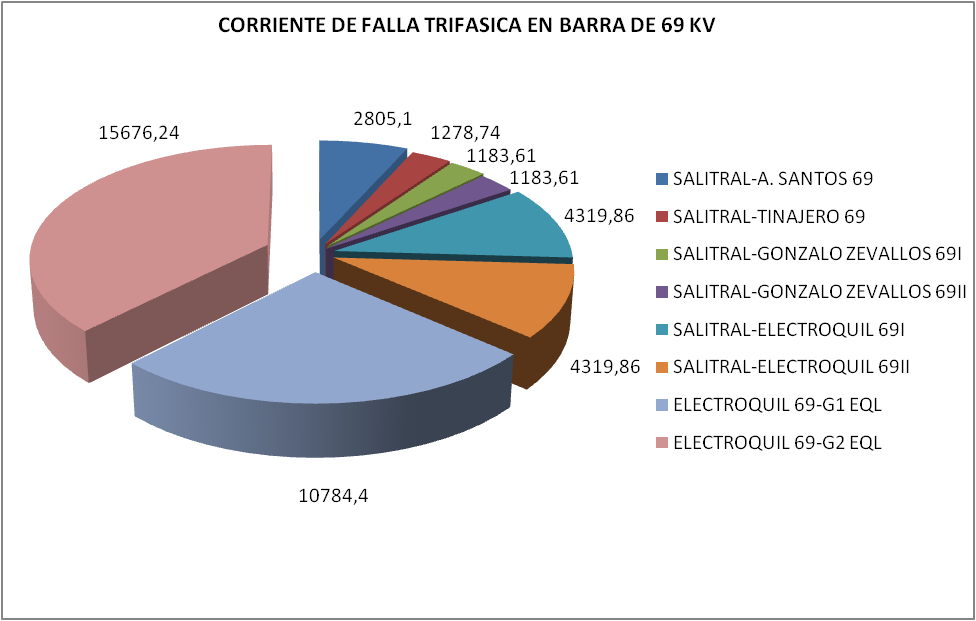 CORRIENTE DE FALLA TRIFASICA EN BARRA DE 69 KV
2805,1
1278,74
1183,61
1183,61
4319,86
4319,86
10784,4
15676,24
SALITRAL-A. SANTOS 69
SALITRAL-TINAJERO 69
SALITRAL-GONZALO ZEVALLOS 69I
SALITRAL-GONZALO ZEVALLOS 69II
SALITRAL-ELECTROQUIL 69I
SALITRAL-ELECTROQUIL 69II
ELECTROQUIL 69-G1 EQL
ELECTROQUIL 69-G2 EQL